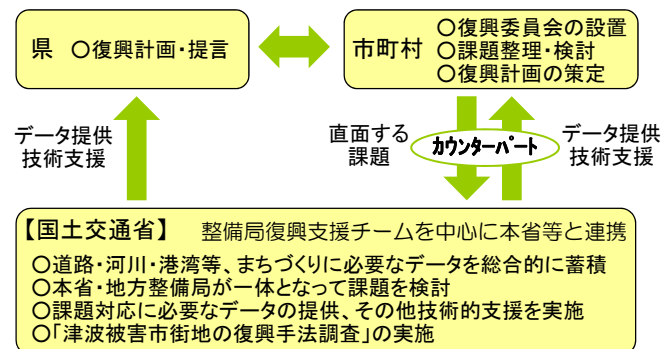 県 〇復興計画・提言
市町村
〇復興委員会の設置
〇課題整理・検討
〇復興計画の策定
データ提供
技術支援
直面する
課題
カウンターパート
データ提供
技術支援
【国土交通省】 整備局復興支援チームを中心に本省等と連携
〇道路・河川・港湾等、まちづくりに必要なデータを総合的に蓄積
〇本省・地方整備局が一体となって課題を検討
〇課題対応に必要なデータの提供、その他技術的支援を実施
〇「津波被害市街地の復興手法調査」の実施